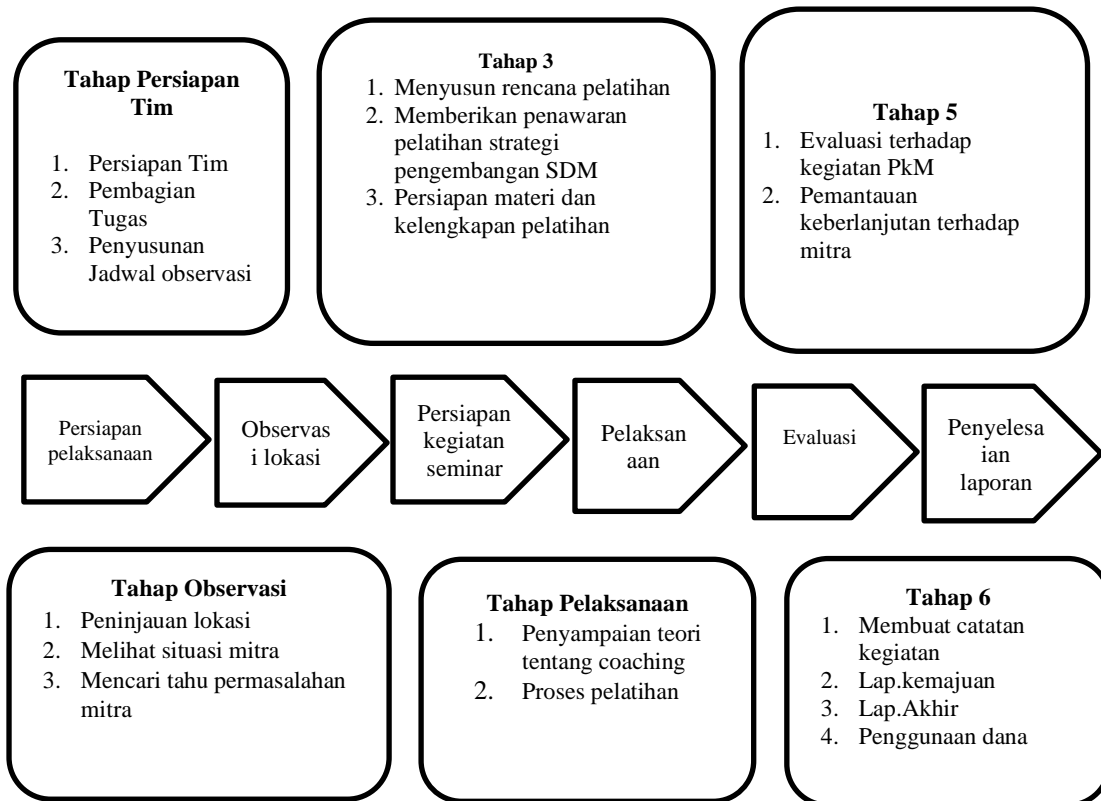 Tahap Persiapan
Tim
1. Persiapan Tim
2. Pembagian
Tugas
3. Penyusunan
Jadwal observasi
Tahap 3
1. Menyusun rencana pelatihan
2. Memberikan penawaran
pelatihan strategi
pengembangan SDM
3. Persiapan materi dan
kelengkapan pelatihan
Tahap 5
1. Evaluasi terhadap
kegiatan PkM
2. Pemantauan
keberlanjutan terhadap
mitra
Persiapan
pelaksanaan
Observas
i lokasi
Persiapan
kegiatan
seminar
Pelaksan
aan
Evaluasi
Penyelesa
ian
laporan
Tahap Observasi
1. Peninjauan lokasi
2. Melihat situasi mitra
3. Mencari tahu permasalahan
mitra
Tahap Pelaksanaan
1. Penyampaian teori
tentang coaching
2. Proses pelatihan
Tahap 6
1. Membuat catatan
kegiatan
2. Lap.kemajuan
3. Lap.Akhir
4. Penggunaan dana